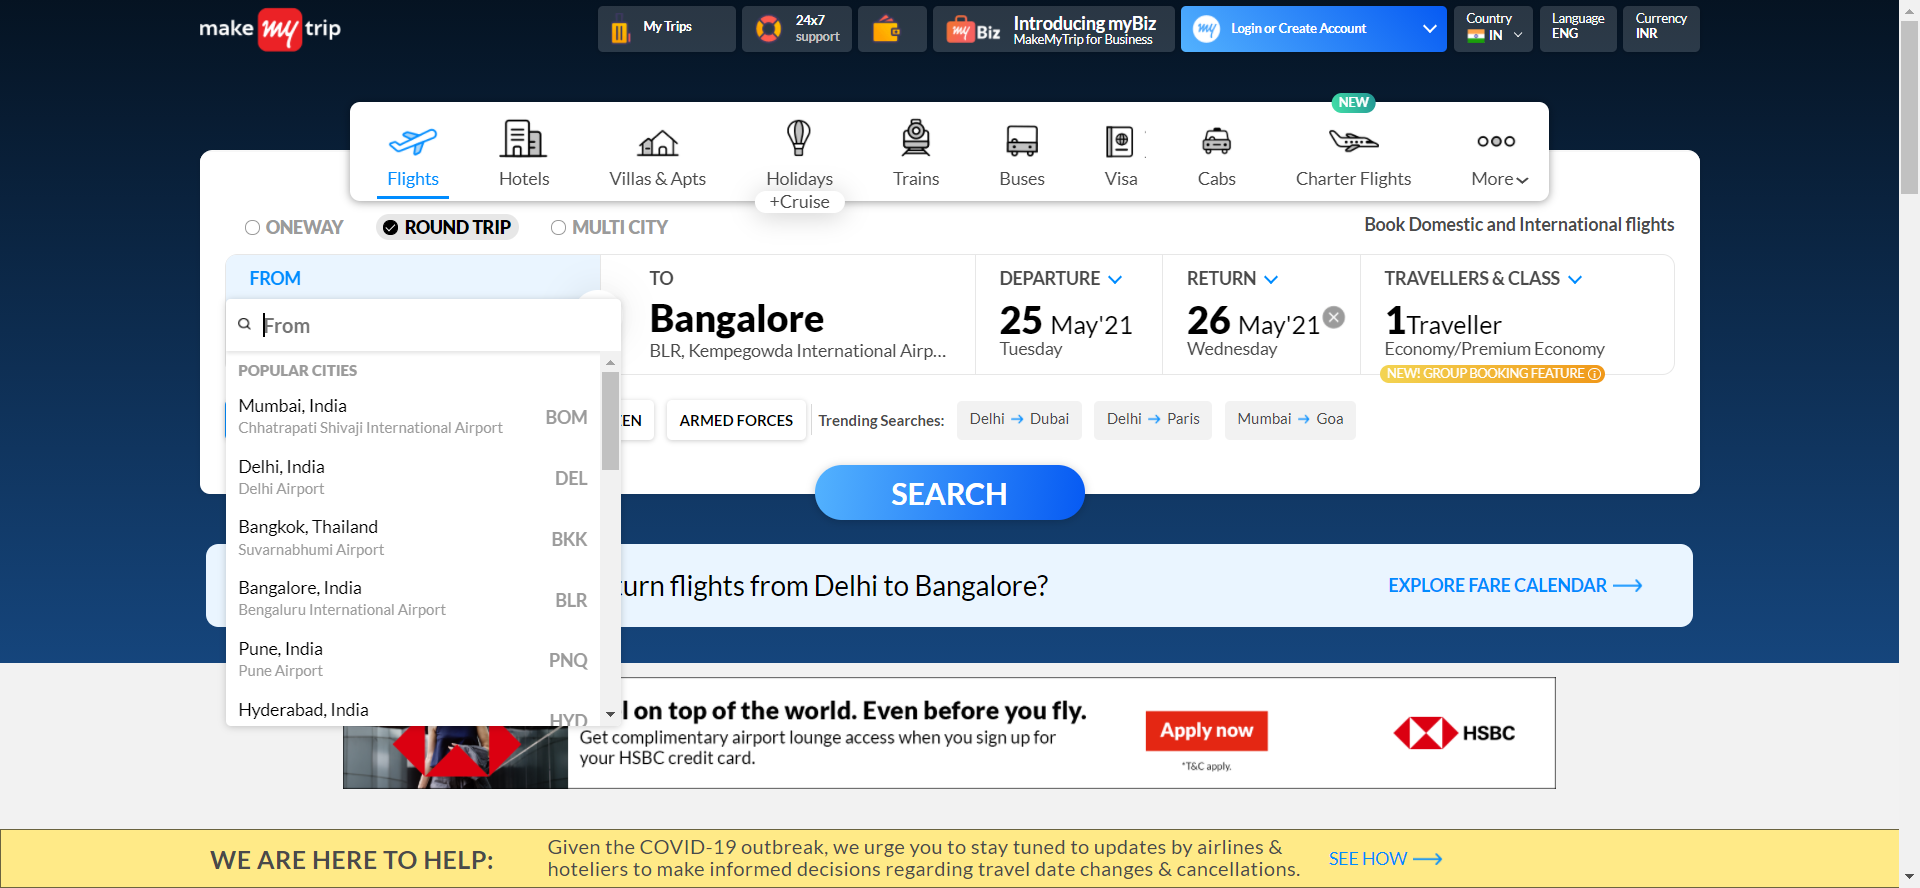 make my trip
My Trips
24x7
support
my Biz
Introducing myBiz
MakeMyTrip for Business
my
Login or Create Account
Country
IN
Language
ENG
Currency
INR
NEW
Flights
Hotels
Villas & Apts
Holidays
+Cruise
Trains
Buses
Visa
Cabs
Charter Flights
More
ONEWAY
ROUND TRIP
MULTI CITY
Book Domestic and International flights
FROM
From
POPULAR CITIES
Mumbai, India
Chhatrapati Shivaji International Airport
BOM
Delhi, India
Delhi Airport
DEL
Bangkok, Thailand
Suvarnabhumi Airport
BKK
Bangalore, India
Bengaluru International Airport
BLR
Pune, India
Pune Airport
PNQ
Hyderabad, India
HYD
TO
Bangalore
BLR, Kempegowda International Airp...
DEPARTURE
25 May'21
Tuesday
RETURN
26 May'21
Wednesday
TRAVELLERS & CLASS
1Traveller
Economy/Premium Economy
NEW! GROUP BOOKING FEATURE
EN
ARMED FORCES
Trending Searches:
Delhi → Dubai
Delhi → Paris
Mumbai → Goa
SEARCH
urn flights from Delhi to Bangalore?
EXPLORE FARE CALENDAR
l on top of the world. Even before you fly.
Get complimentary airport lounge access when you sign up for
your HSBC credit card.
Apply now
*T&C apply.
HSBC
WE ARE HERE TO HELP:
Given the COVID-19 outbreak, we urge you to stay tuned to updates by airlines &
hoteliers to make informed decisions regarding travel date changes & cancellations.
SEE HOW